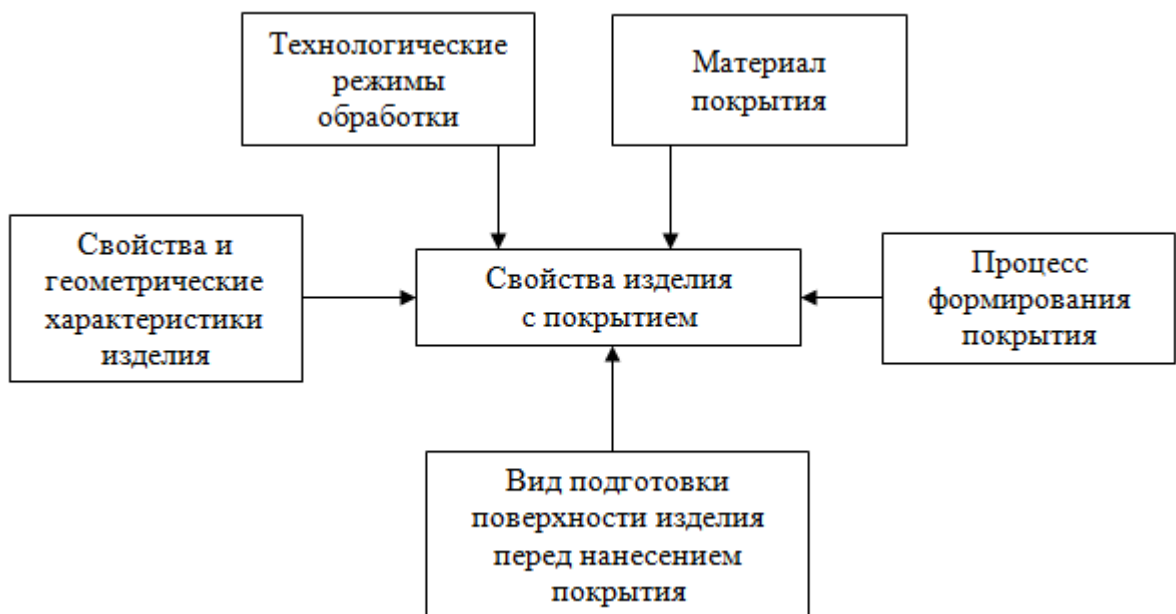 Технологические
режимы
обработки
Материал
покрытия
Свойства и
геометрические
характеристики
изделия
Свойства изделия
с покрытием
Процесс
формирования
покрытия
Вид подготовки
поверхности изделия
перед нанесением
покрытия